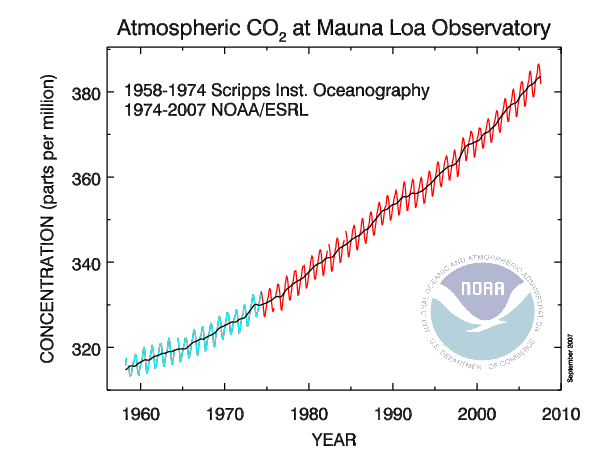 Atmospheric CO₂ at Mauna Loa Observatory
1958-1974 Scripps Inst. Oceanography
1974-2007 NOAA/ESRL
CONCENTRATION (parts per million)
380
360
340
320
NATIONAL OCEANIC AND ATMOSPHERIC ADMINISTRATION
NOAA
U.S. DEPARTMENT OF COMMERCE
September 2007
1960
1970
1980
1990
2000
2010
YEAR